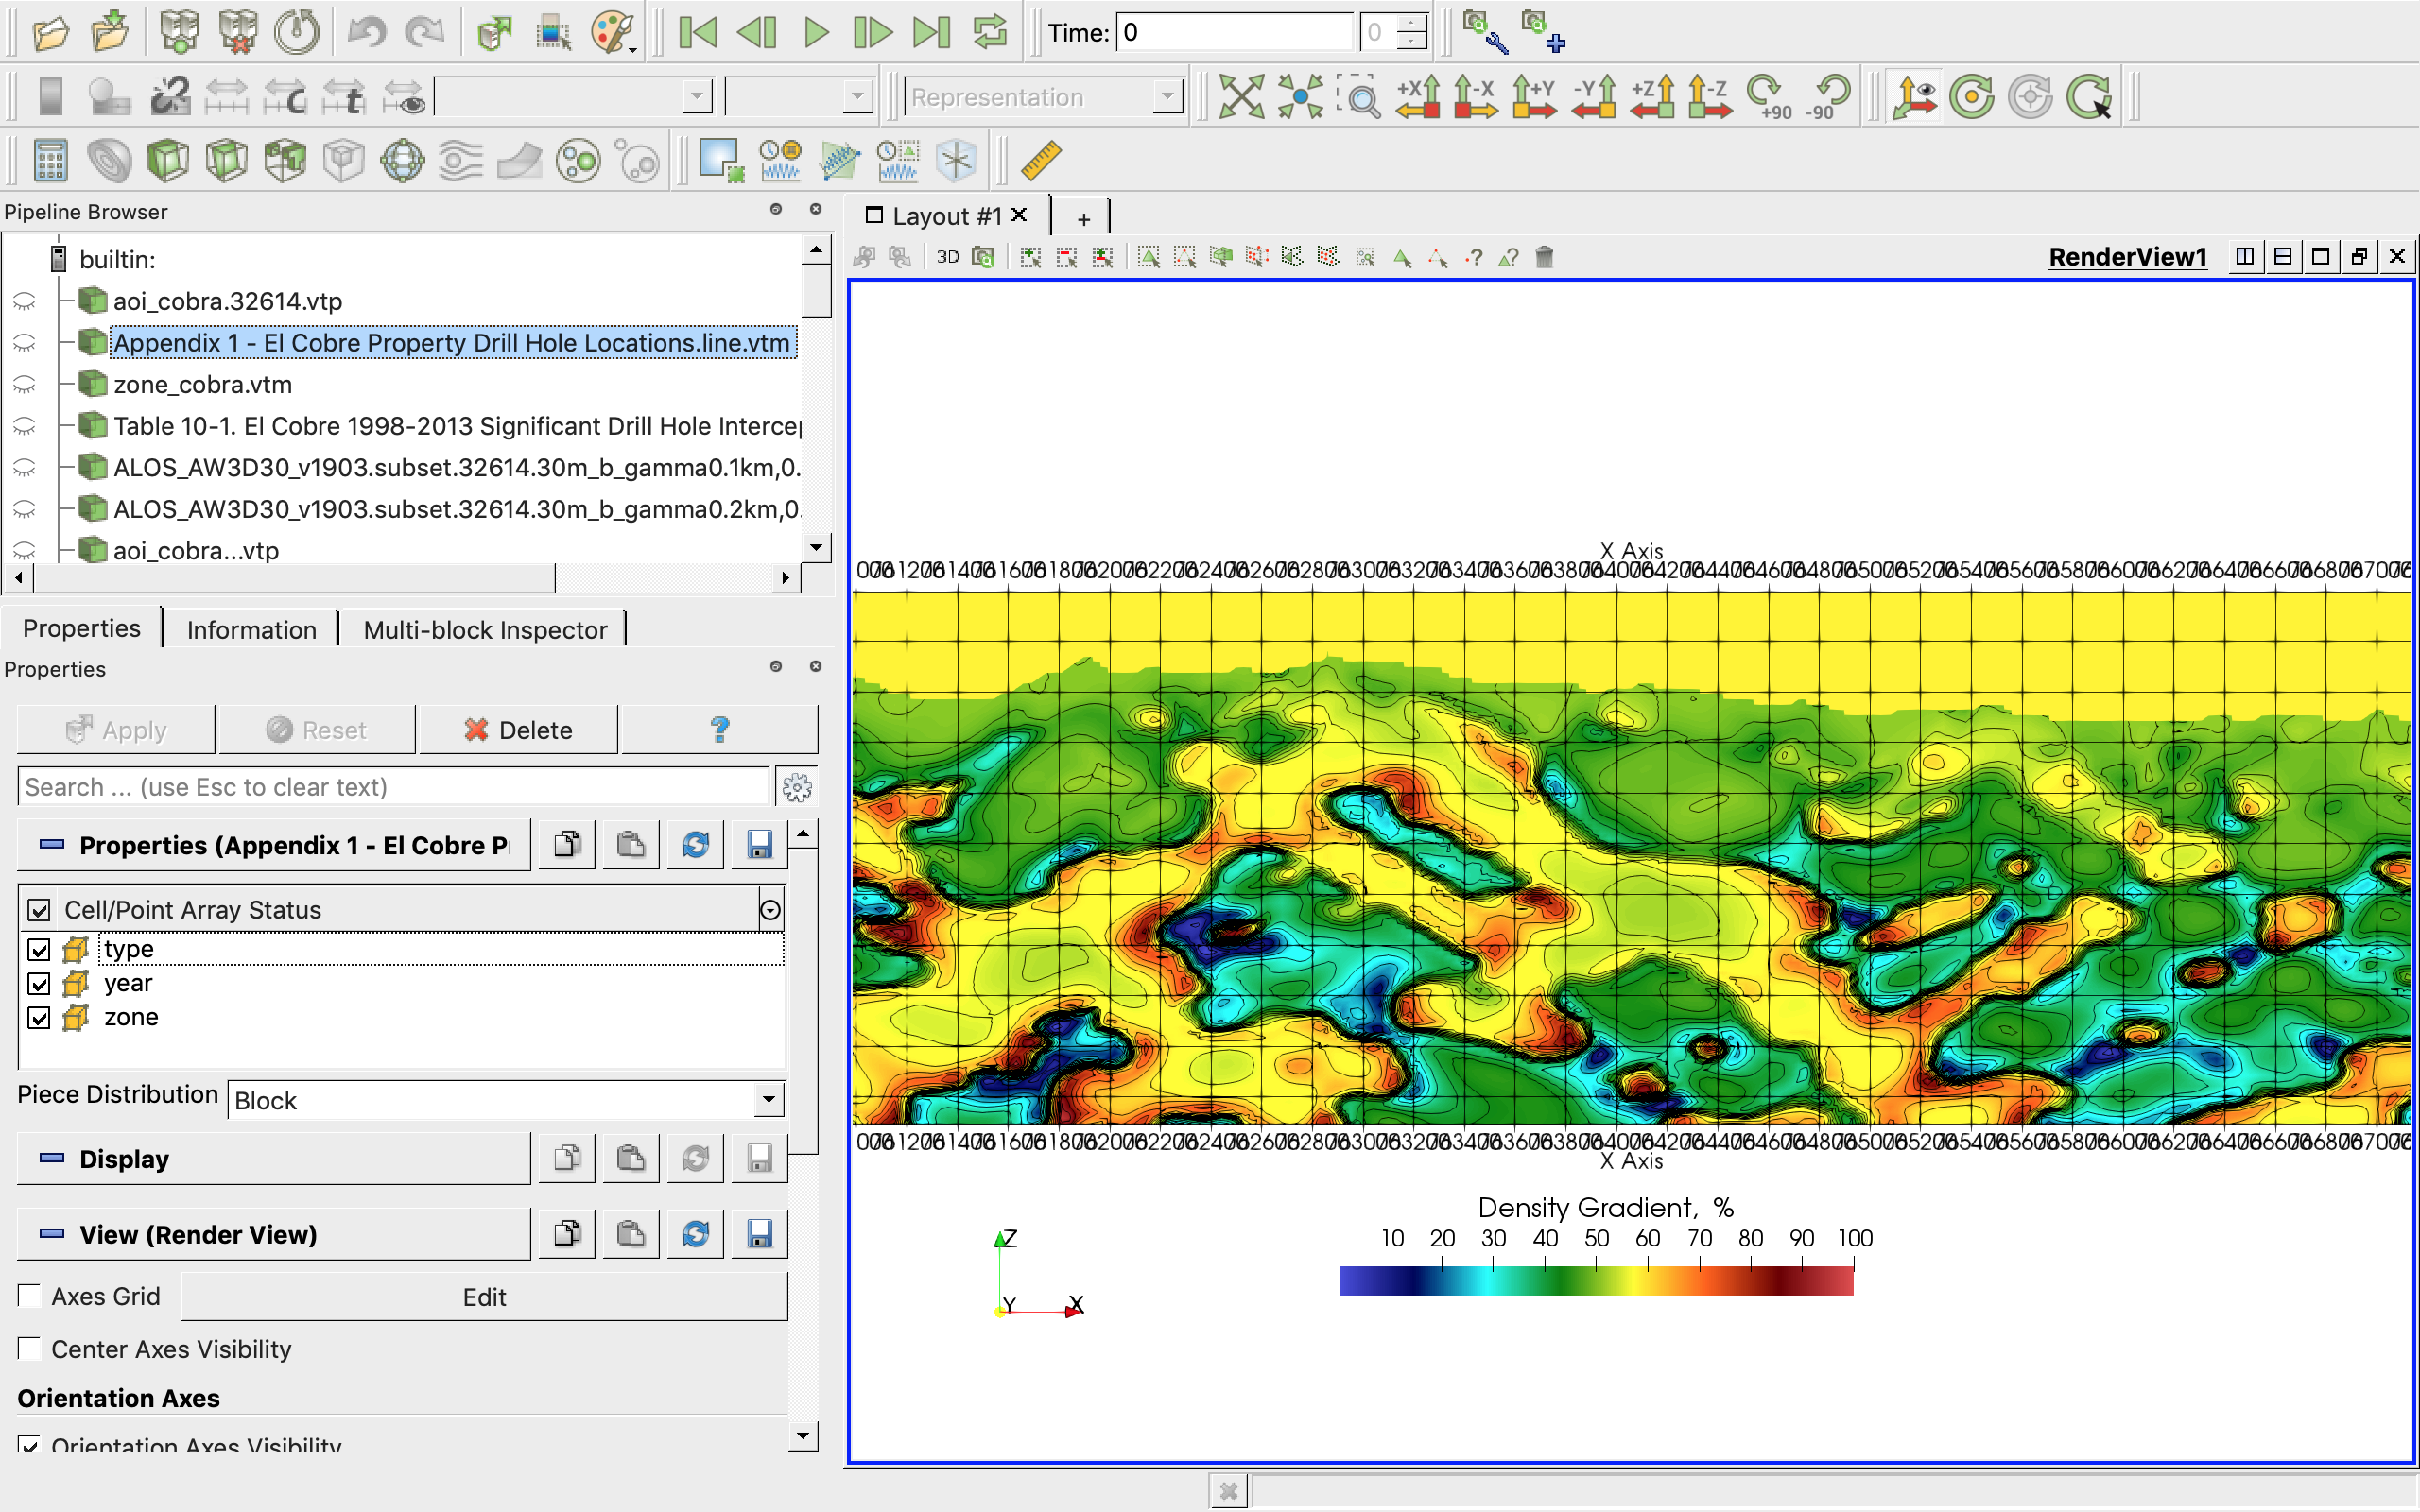 Time: 0 0
Representation
+X -X +Y -Y +Z -Z +90 -90
Pipeline Browser
Layout #1
+
3D
RenderView1
builtin:
aoi_cobra.32614.vtp
Appendix 1 - El Cobre Property Drill Hole Locations.line.vtm
zone_cobra.vtm
Table 10-1. El Cobre 1998-2013 Significant Drill Hole
ALOS_AW3D30_v1903.subset.32614.30m_b_gamma0.1km,0.
ALOS_AW3D30_v1903.subset.32614.30m_b_gamma0.2km,0.
aoi_cobra...vtp
Properties
Information
Multi-block Inspector
Properties
Apply
Reset
Delete
?
Search ... (use Esc to clear text)
Properties (Appendix 1 - El Cobre
Cell/Point Array Status
type
year
zone
Piece Distribution
Block
Display
View (Render View)
Axes Grid
Edit
Center Axes Visibility
Orientation Axes
Orientation Axes Visibility
X Axis
X Axis
Density Gradient, %
10 20 30 40 50 60 70 80 90 100
Z
Y
X